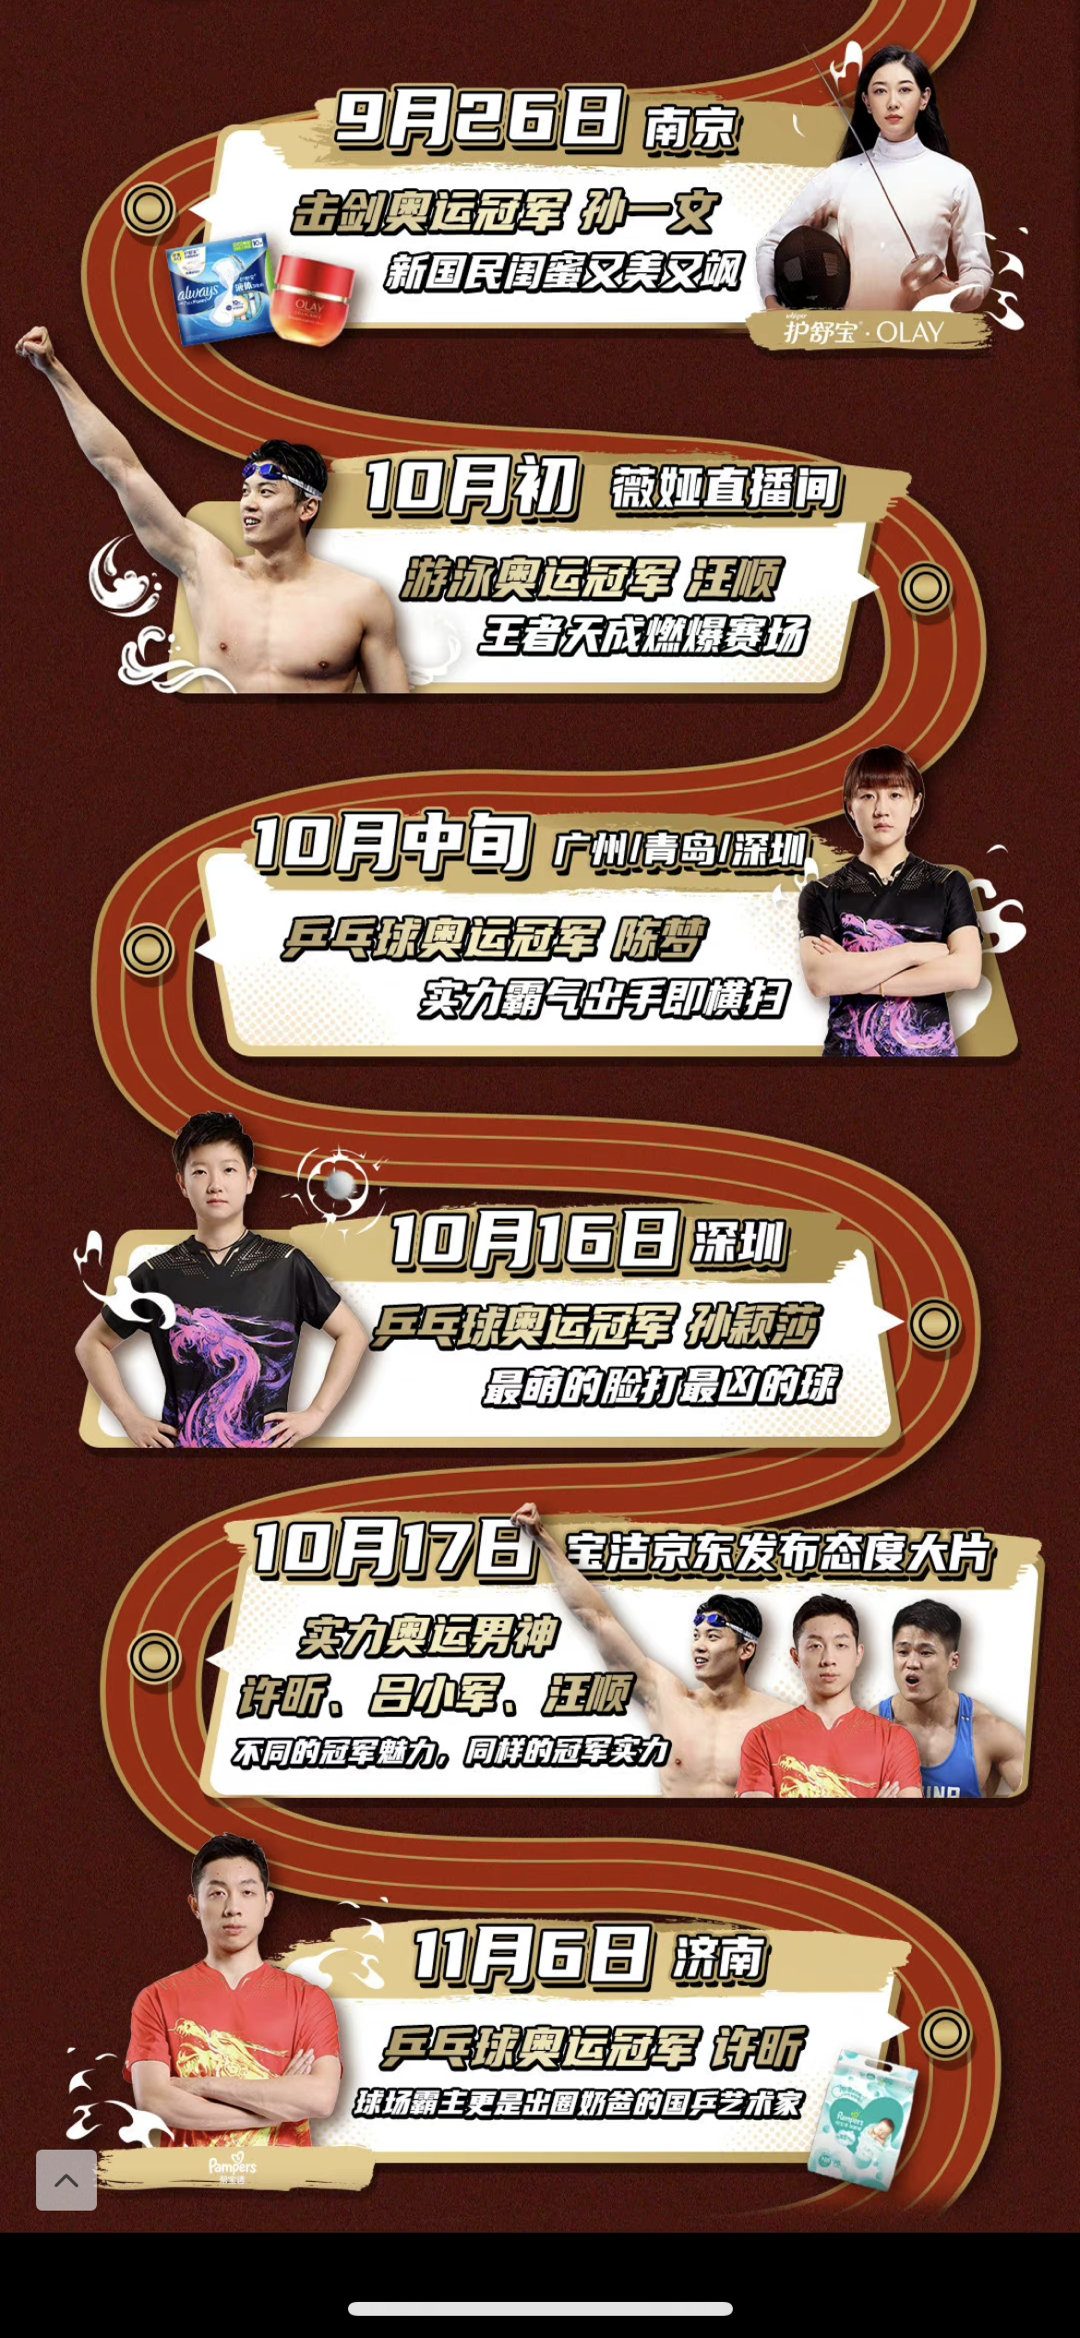 9月26日 南京
击剑奥运冠军 孙一文
新国民闺蜜又美又飒
always
OLAY
whisper
护舒宝·OLAY
10月初 薇娅直播间
游泳奥运冠军 汪顺
王者天成燃爆赛场
10月中旬 广州/青岛/深圳
乒乓球奥运冠军 陈梦
实力霸气出手即横扫
10月16日 深圳
乒乓球奥运冠军 孙颖莎
最萌的脸打最凶的球
10月17日 宝洁京东发布态度大片
实力奥运男神
许昕、吕小军、汪顺
不同的冠军魅力，同样的冠军实力
11月6日 济南
乒乓球奥运冠军 许昕
球场霸主更是出圈奶爸的国乒艺术家
Pampers
Pampers